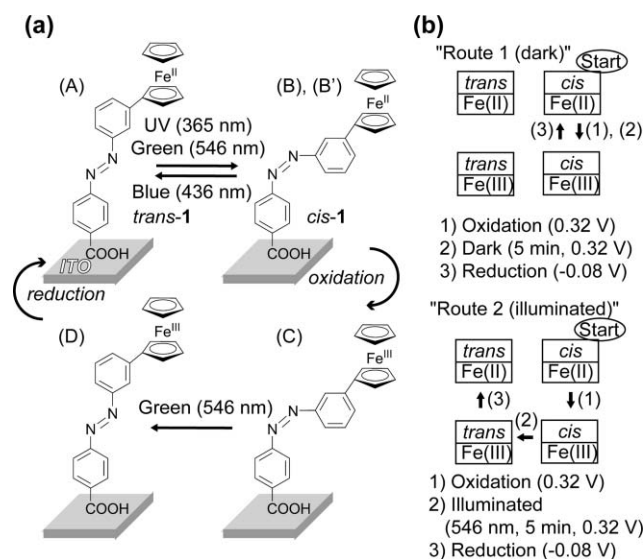 (a)
(A)
Fe^II
N
N
COOH
ITO
UV (365 nm)
Green (546 nm)
Blue (436 nm)
trans-1
(B), (B')
Fe^II
N
N
COOH
cis-1
oxidation
reduction
(D)
Fe^III
N
N
COOH
Green (546 nm)
(C)
Fe^III
N
N
COOH
(b)
"Route 1 (dark)"
Start
trans
Fe(II)
cis
Fe(II)
(3) (1), (2)
trans
Fe(III)
cis
Fe(III)
1) Oxidation (0.32 V)
2) Dark (5 min, 0.32 V)
3) Reduction (-0.08 V)
"Route 2 (illuminated)"
Start
trans
Fe(II)
cis
Fe(II)
(3)
(1)
(2)
trans
Fe(III)
cis
Fe(III)
1) Oxidation (0.32 V)
2) Illuminated
(546 nm, 5 min, 0.32 V)
3) Reduction (-0.08 V)